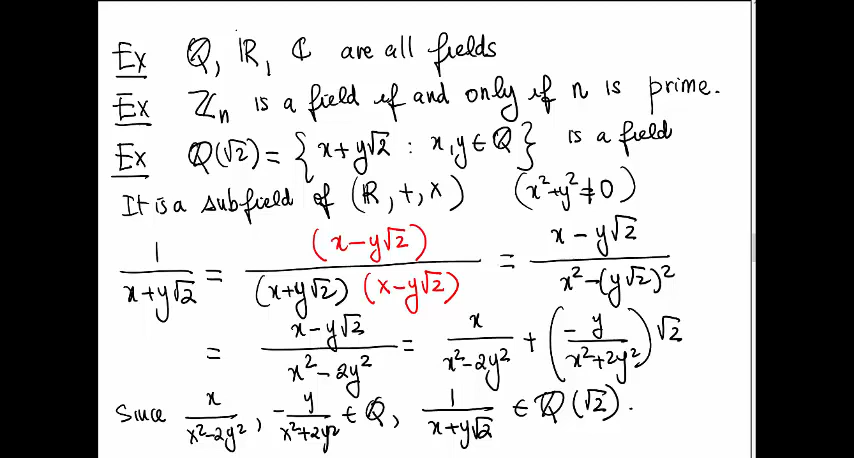 Ex ℚ, ℝ, ℂ are all fields
Ex ℤₙ is a field if and only if n is prime.
Ex ℚ(√2) = { x+y√2 : x,y ∈ ℚ } is a field
It is a subfield of (ℝ, +, ×) (x²+y² ≠ 0)
1/(x+y√2) = (x−y√2)/((x+y√2)(x−y√2)) = (x−y√2)/(x²−(y√2)²)
= (x−y√2)/(x²−2y²) = x/(x²−2y²) + (−y/(x²+2y²))√2
Since x/(x²−2y²), −y/(x²+2y²) ∈ ℚ, 1/(x+y√2) ∈ ℚ(√2).